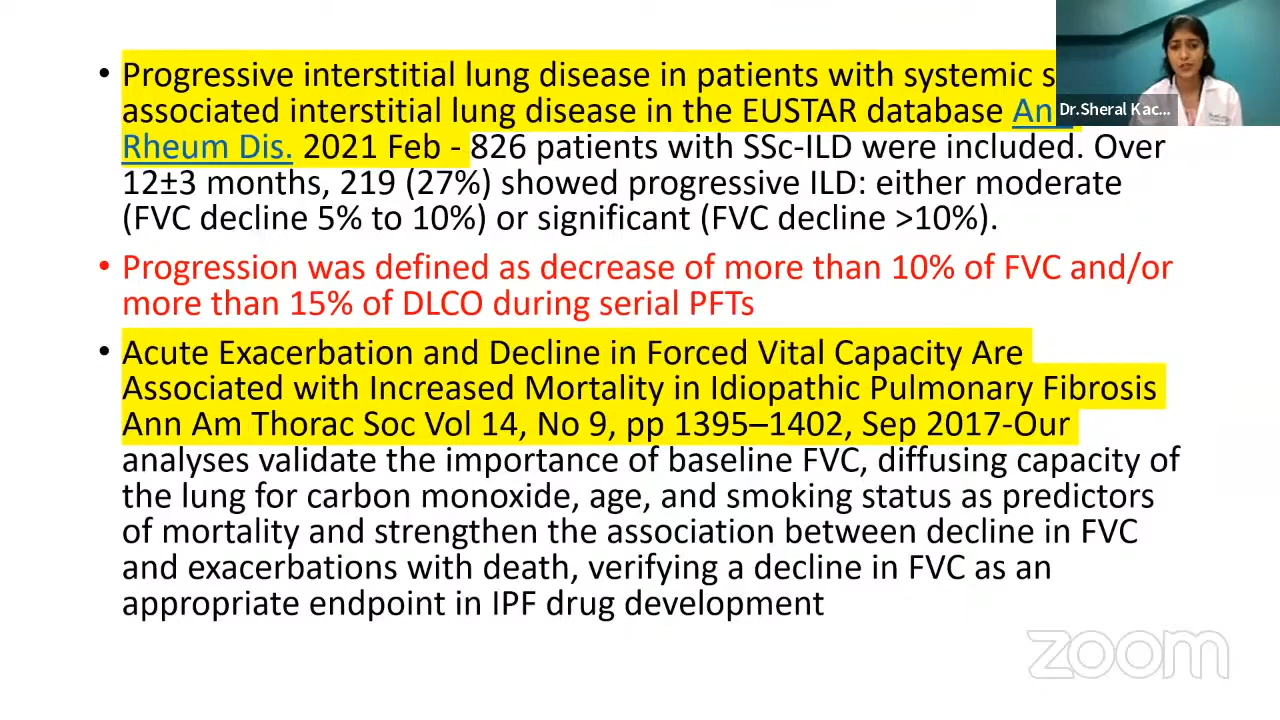 • Progressive interstitial lung disease in patients with systemic s
associated interstitial lung disease in the EUSTAR database An
Rheum Dis. 2021 Feb - 826 patients with SSc-ILD were included. Over
12±3 months, 219 (27%) showed progressive ILD: either moderate
(FVC decline 5% to 10%) or significant (FVC decline >10%).
• Progression was defined as decrease of more than 10% of FVC and/or
more than 15% of DLCO during serial PFTs
• Acute Exacerbation and Decline in Forced Vital Capacity Are
Associated with Increased Mortality in Idiopathic Pulmonary Fibrosis
Ann Am Thorac Soc Vol 14, No 9, pp 1395–1402, Sep 2017-Our
analyses validate the importance of baseline FVC, diffusing capacity of
the lung for carbon monoxide, age, and smoking status as predictors
of mortality and strengthen the association between decline in FVC
and exacerbations with death, verifying a decline in FVC as an
appropriate endpoint in IPF drug development
Dr.Sheral Kac...
zoom